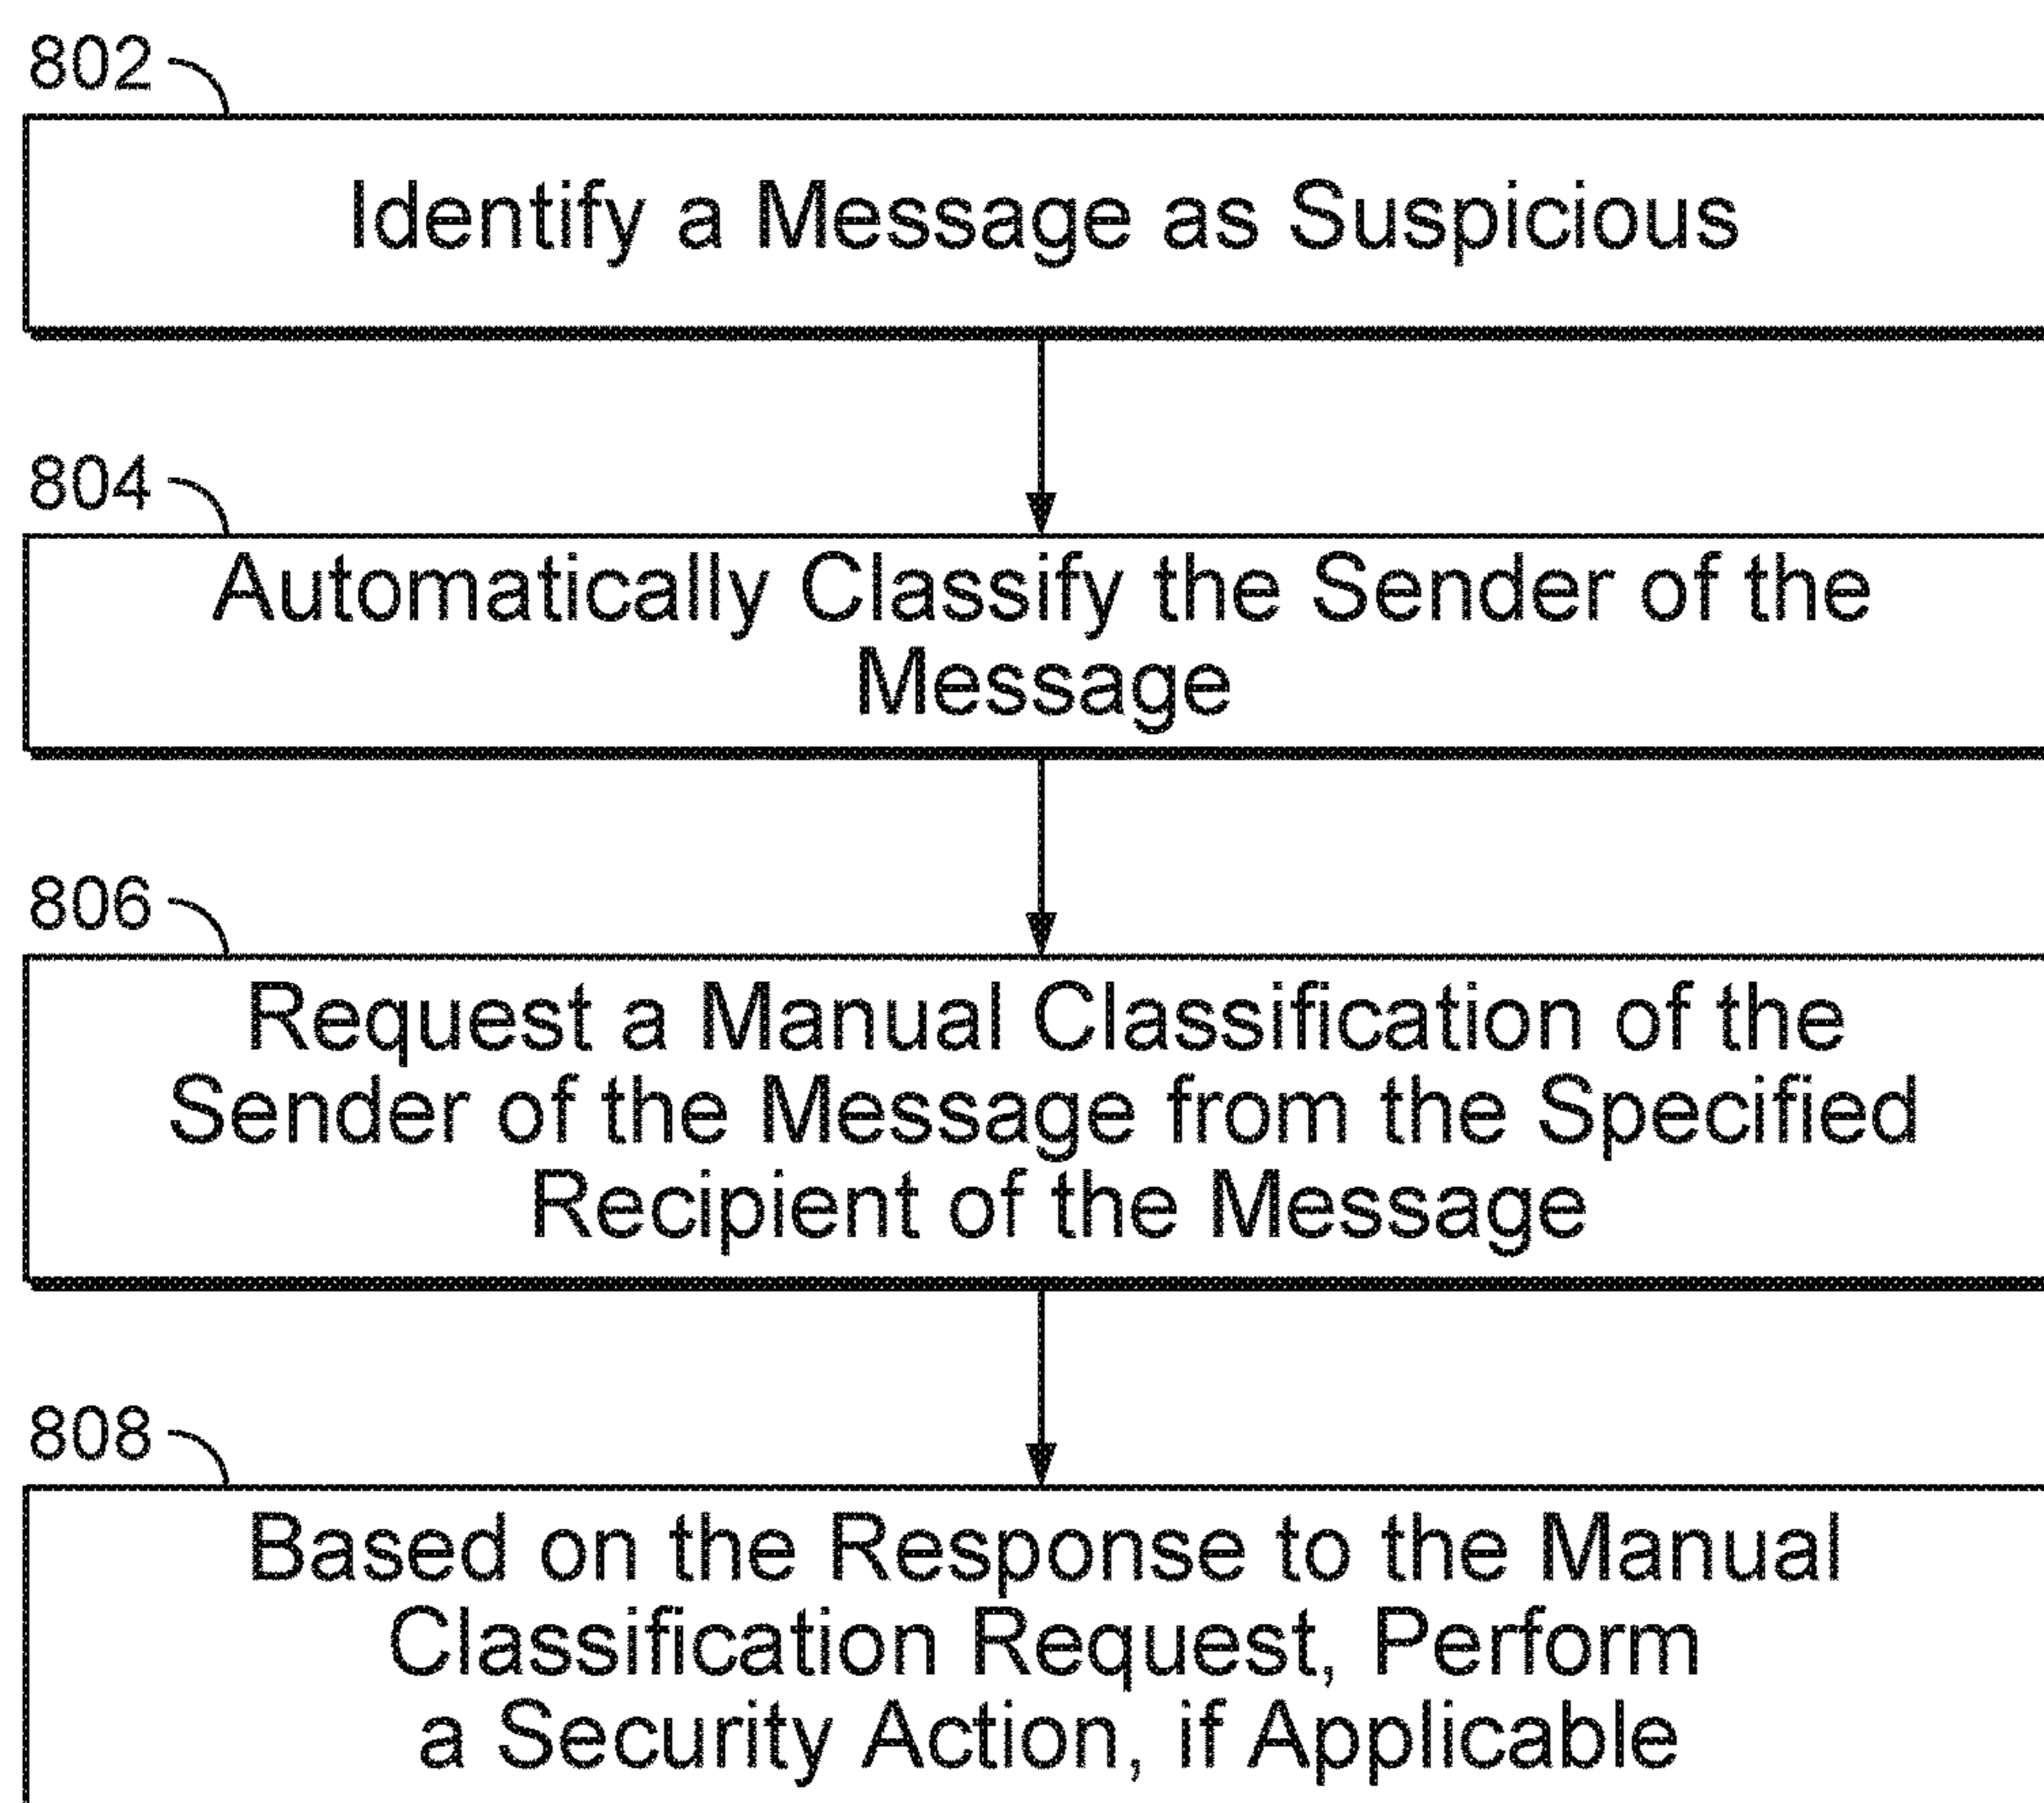 802
Identify a Message as Suspicious
804
Automatically Classify the Sender of the
Message
806
Request a Manual Classification of the
Sender of the Message from the Specified
Recipient of the Message
808
Based on the Response to the Manual
Classification Request, Perform
a Security Action, if Applicable